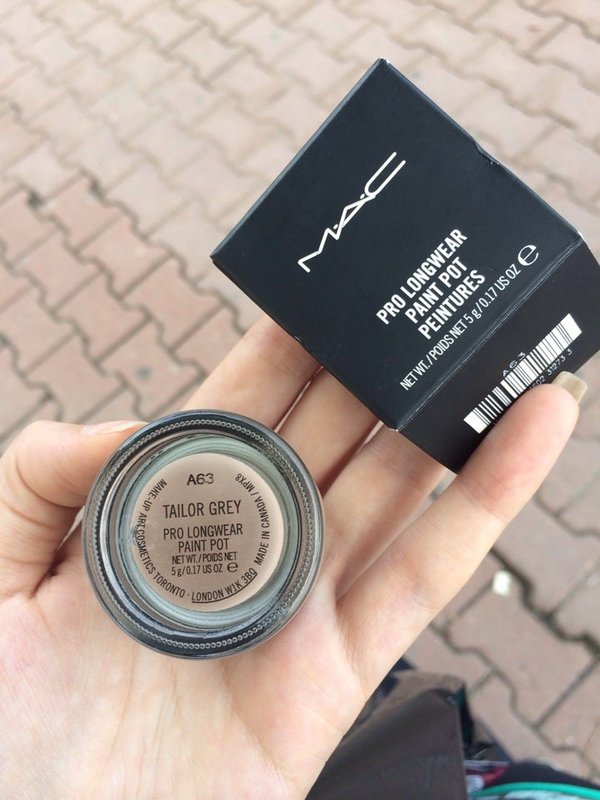 M·A·C
PRO LONGWEAR
PAINT POT
PEINTURES
NET WT./POIDS NET 5 g/0.17 US OZ ℮
A63
A63
TAILOR GREY
PRO LONGWEAR
PAINT POT
NET WT./POIDS NET
5 g/0.17 US OZ ℮
MAKE-UP ART COSMETICS TORONTO · LONDON W1K 3BQ MADE IN CANADA / MPX8